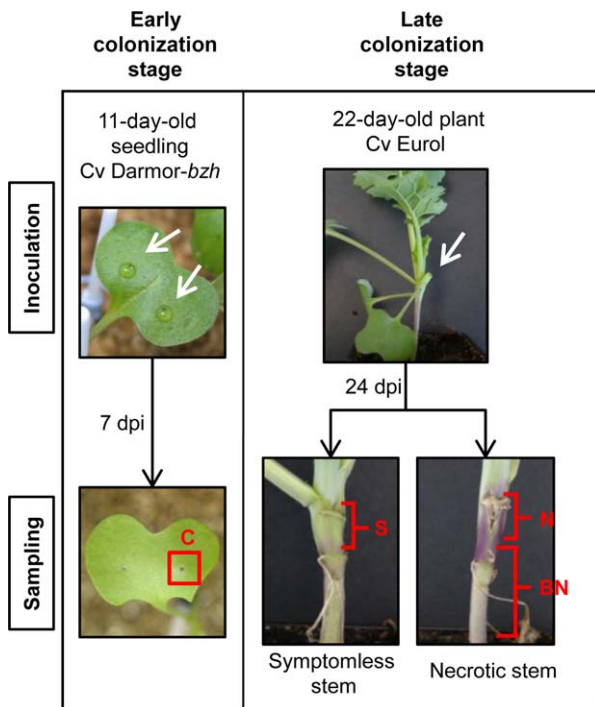 Early
colonization
stage
Late
colonization
stage
11-day-old
seedling
Cv Darmor-bzh
22-day-old plant
Cv Eurol
Inoculation
7 dpi
24 dpi
Sampling
C
S
N
BN
Symptomless
stem
Necrotic stem